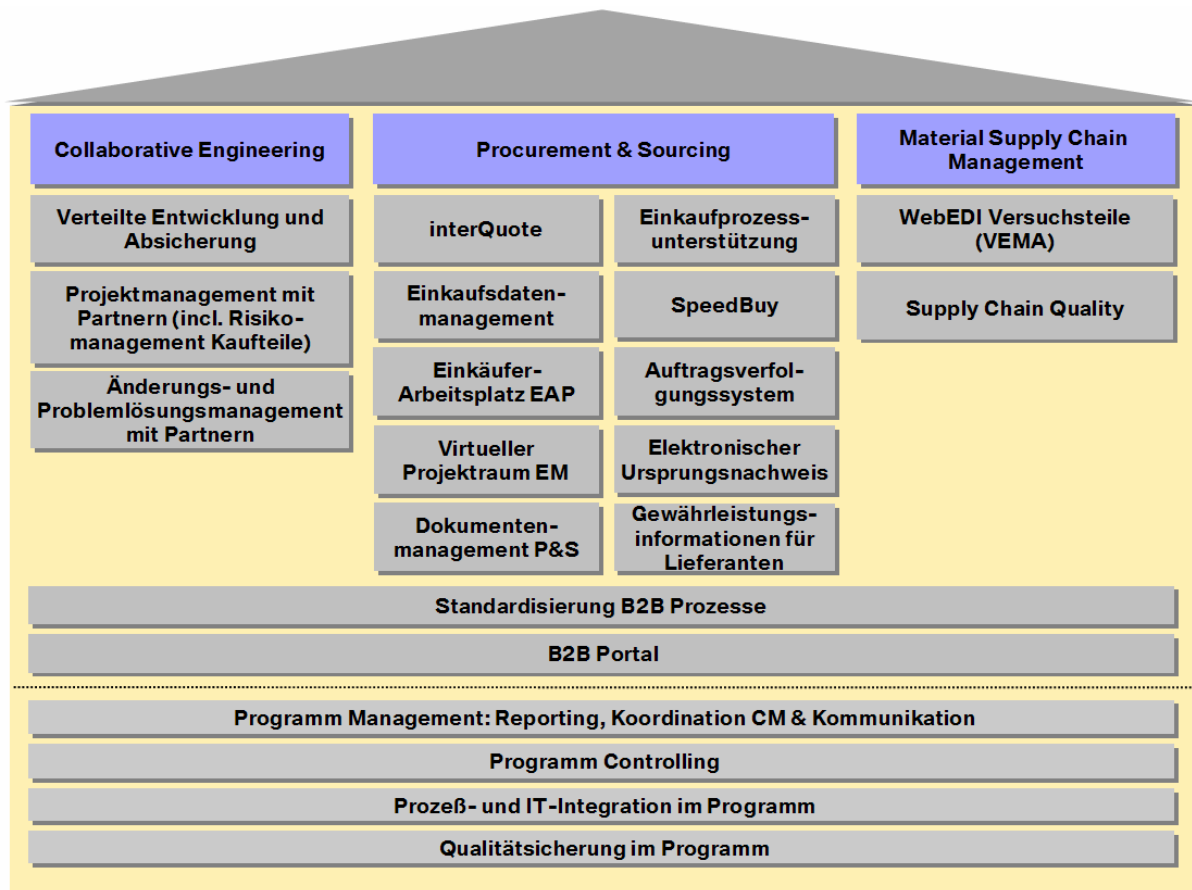 Collaborative Engineering
Procurement & Sourcing
Material Supply Chain
Management
Verteilte Entwicklung und
Absicherung
Projektmanagement mit
Partnern (incl. Risiko-
management Kaufteile)
Änderungs- und
Problemlösungsmanagement
mit Partnern
interQuote
Einkaufsdaten-
management
Einkäufer-
Arbeitsplatz EAP
Virtueller
Projektraum EM
Dokumenten-
management P&S
Einkaufprozess-
unterstützung
SpeedBuy
Auftragsverfol-
gungssystem
Elektronischer
Ursprungsnachweis
Gewährleistungs-
informationen für
Lieferanten
WebEDI Versuchsteile
(VEMA)
Supply Chain Quality
Standardisierung B2B Prozesse
B2B Portal
Programm Management: Reporting, Koordination CM & Kommunikation
Programm Controlling
Prozeß- und IT-Integration im Programm
Qualitätsicherung im Programm